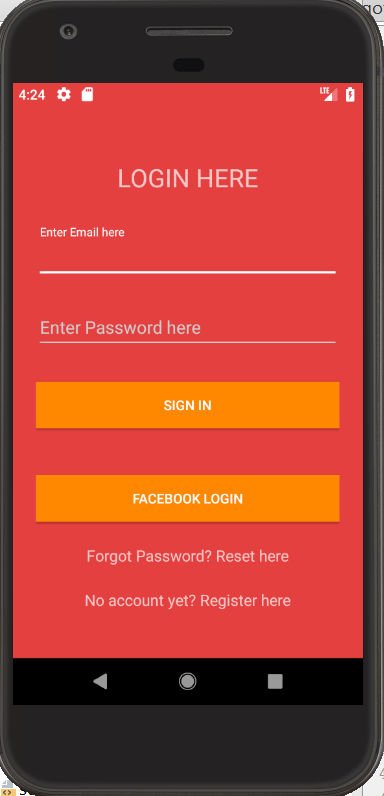 4:24
LTE
LOGIN HERE
Enter Email here
Enter Password here
SIGN IN
FACEBOOK LOGIN
Forgot Password? Reset here
No account yet? Register here